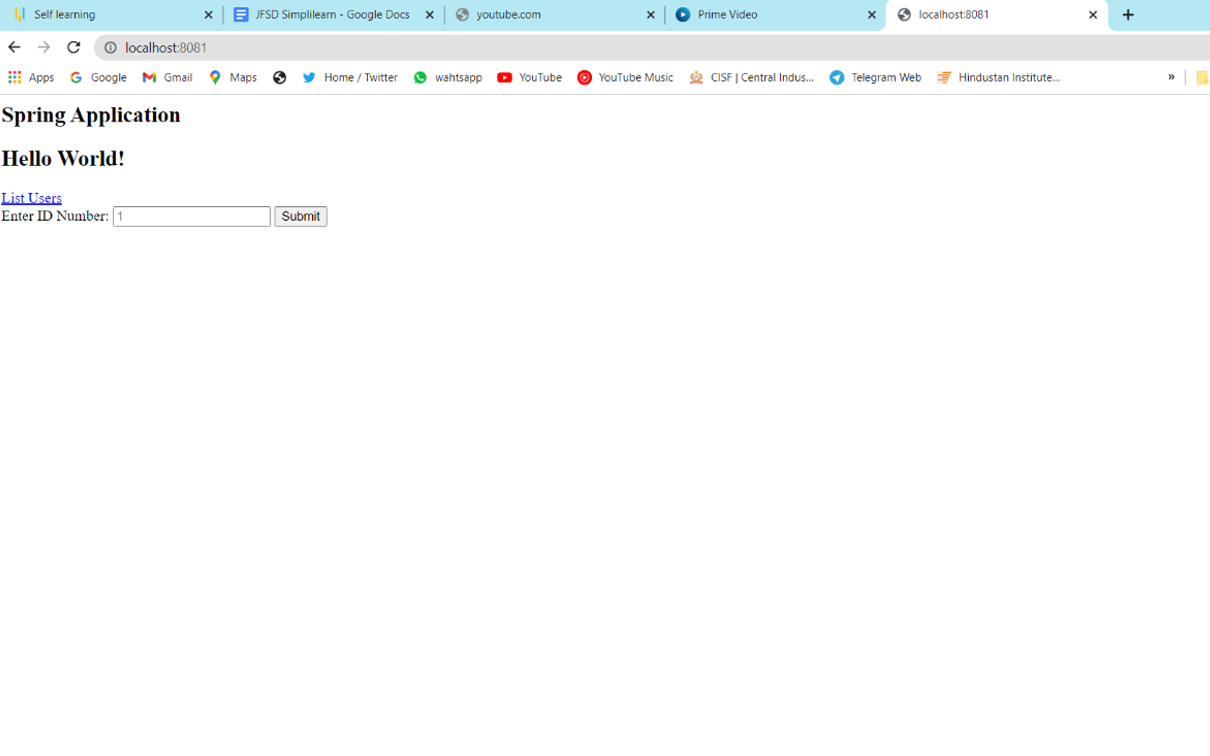 Self learning
JFSD Simplilearn - Google Docs
youtube.com
Prime Video
localhost:8081
localhost:8081
Apps
Google
Gmail
Maps
Home / Twitter
wahtsapp
YouTube
YouTube Music
CISF | Central Indus...
Telegram Web
Hindustan Institute...
»
Spring Application
Hello World!
List Users
Enter ID Number: 1 Submit